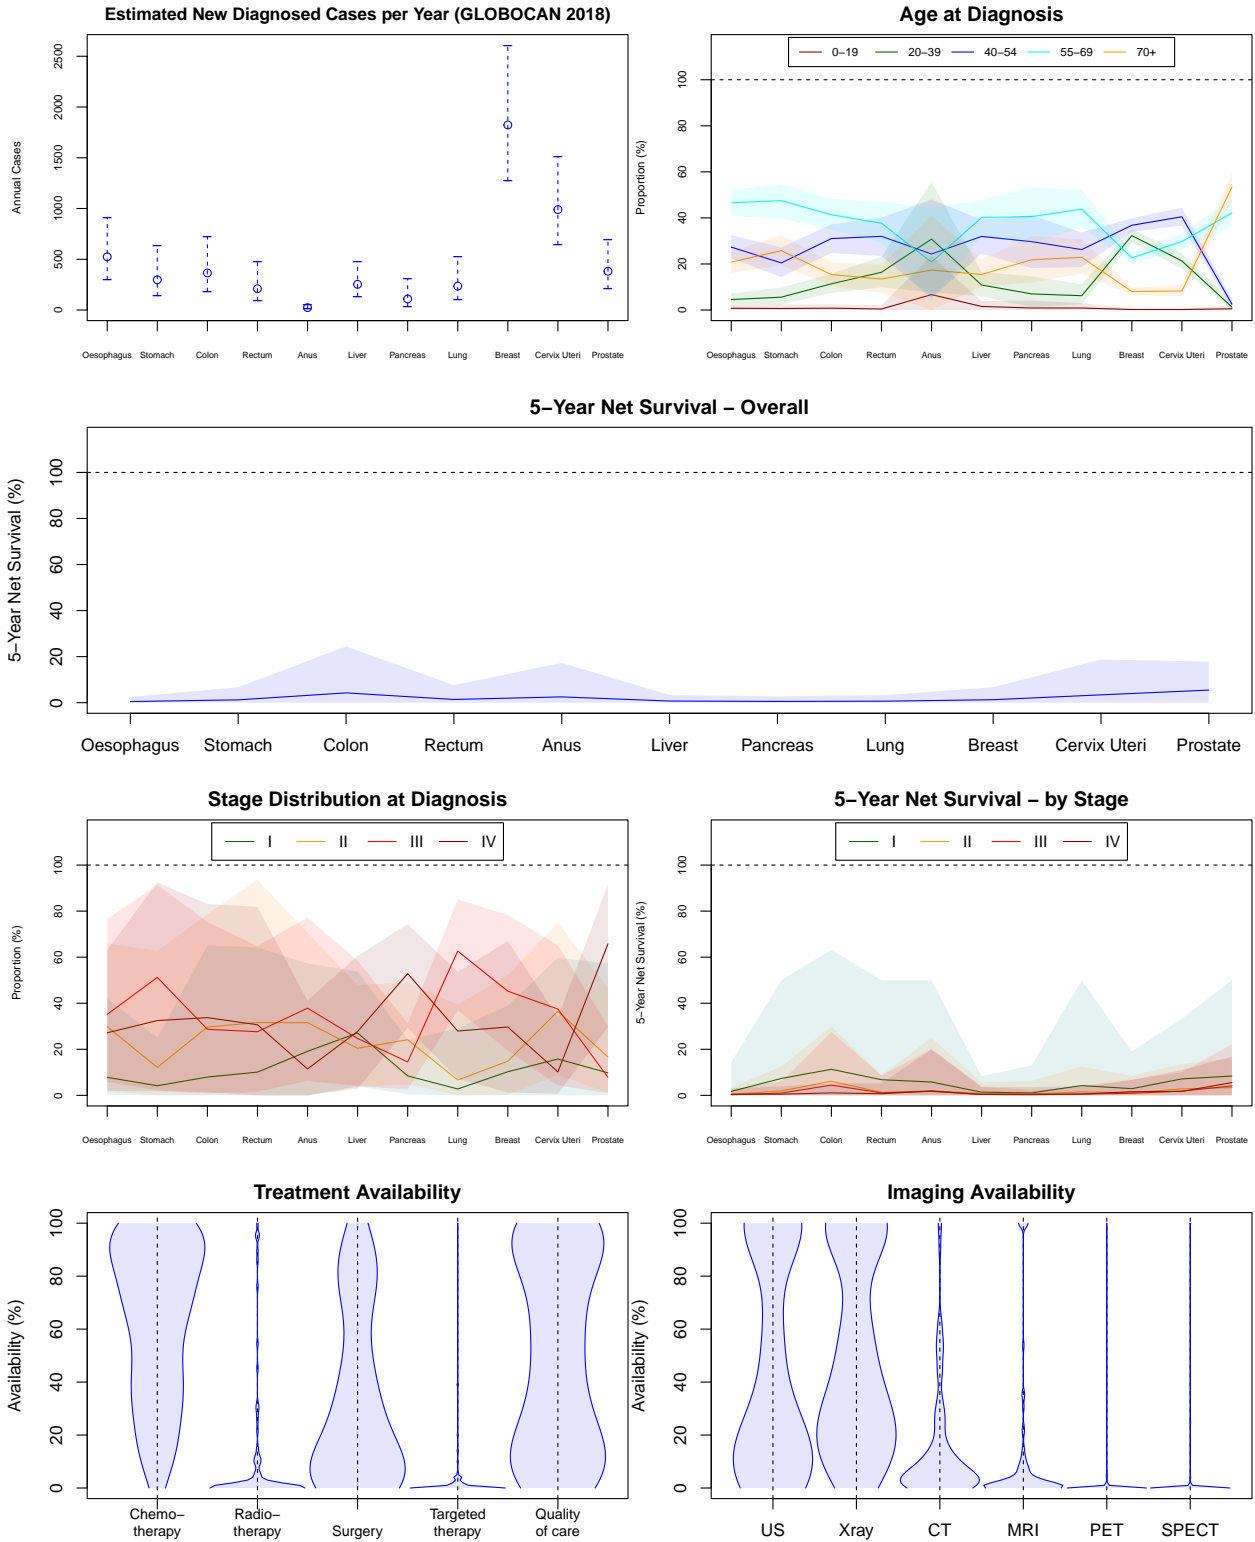 Estimated New Diagnosed Cases per Year (GLOBOCAN 2018)
Annual Cases
2500
2000
1500
1000
500
0
Oesophagus Stomach Colon Rectum Anus Liver Pancreas Lung Breast Cervix Uteri Prostate
Age at Diagnosis
0−19 20−39 40−54 55−69 70+
Proportion (%)
100
80
60
40
20
0
Oesophagus Stomach Colon Rectum Anus Liver Pancreas Lung Breast Cervix Uteri Prostate
5−Year Net Survival − Overall
5−Year Net Survival (%)
100
80
60
40
20
0
Oesophagus Stomach Colon Rectum Anus Liver Pancreas Lung Breast Cervix Uteri Prostate
Stage Distribution at Diagnosis
I II III IV
Proportion (%)
100
80
60
40
20
0
Oesophagus Stomach Colon Rectum Anus Liver Pancreas Lung Breast Cervix Uteri Prostate
5−Year Net Survival − by Stage
I II III IV
5−Year Net Survival (%)
100
80
60
40
20
0
Oesophagus Stomach Colon Rectum Anus Liver Pancreas Lung Breast Cervix Uteri Prostate
Treatment Availability
Availability (%)
100
80
60
40
20
0
Chemo−
therapy
Radio−
therapy
Surgery
Targeted
therapy
Quality
of care
Imaging Availability
Availability (%)
100
80
60
40
20
0
US Xray CT MRI PET SPECT